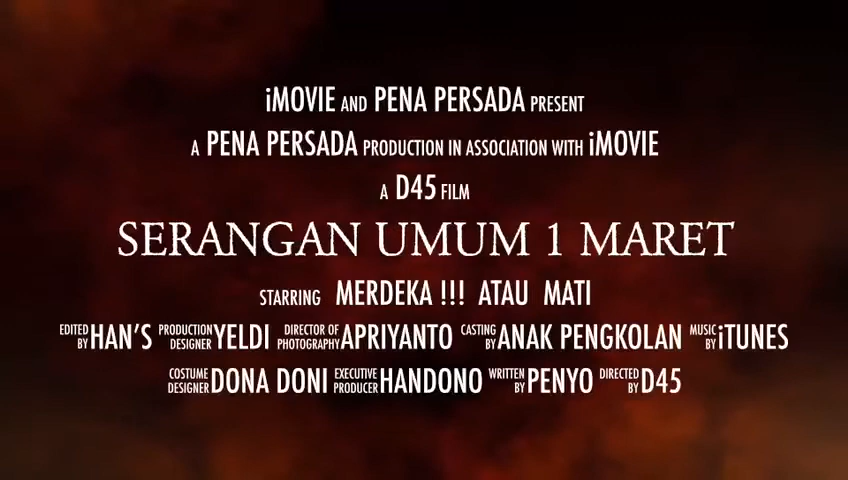 iMOVIE AND PENA PERSADA PRESENT
A PENA PERSADA PRODUCTION IN ASSOCIATION WITH iMOVIE
A D45 FILM
SERANGAN UMUM 1 MARET
STARRING MERDEKA !!! ATAU MATI
EDITED BY HAN'S PRODUCTION DESIGNER YELDI DIRECTOR OF PHOTOGRAPHY APRIYANTO CASTING BY ANAK PENGKOLAN MUSIC BY iTUNES
COSTUME DESIGNER DONA DONI EXECUTIVE PRODUCER HANDONO WRITTEN BY PENYO DIRECTED BY D45